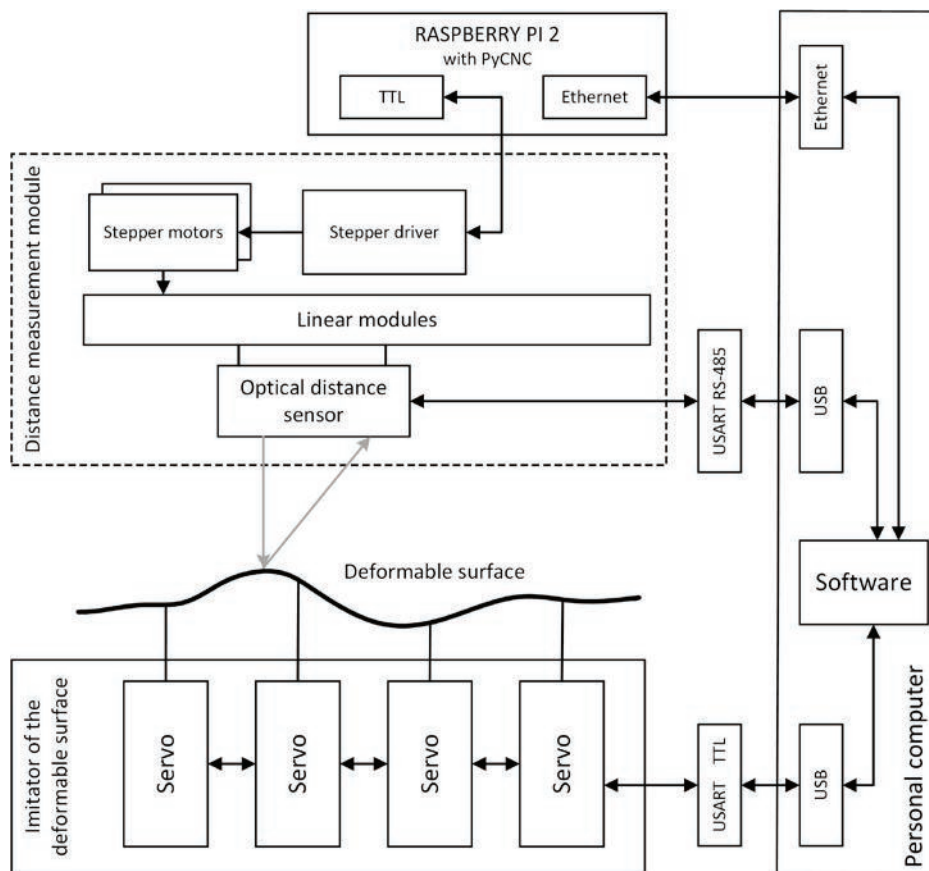 RASPBERRY PI 2
with PyCNC
TTL
Ethernet
Ethernet
Distance measurement module
Stepper motors
Stepper driver
Linear modules
Optical distance
sensor
USART RS-485
USB
Deformable surface
Software
Imitator of the
deformable surface
Servo
Servo
Servo
Servo
USART TTL
USB
Personal computer